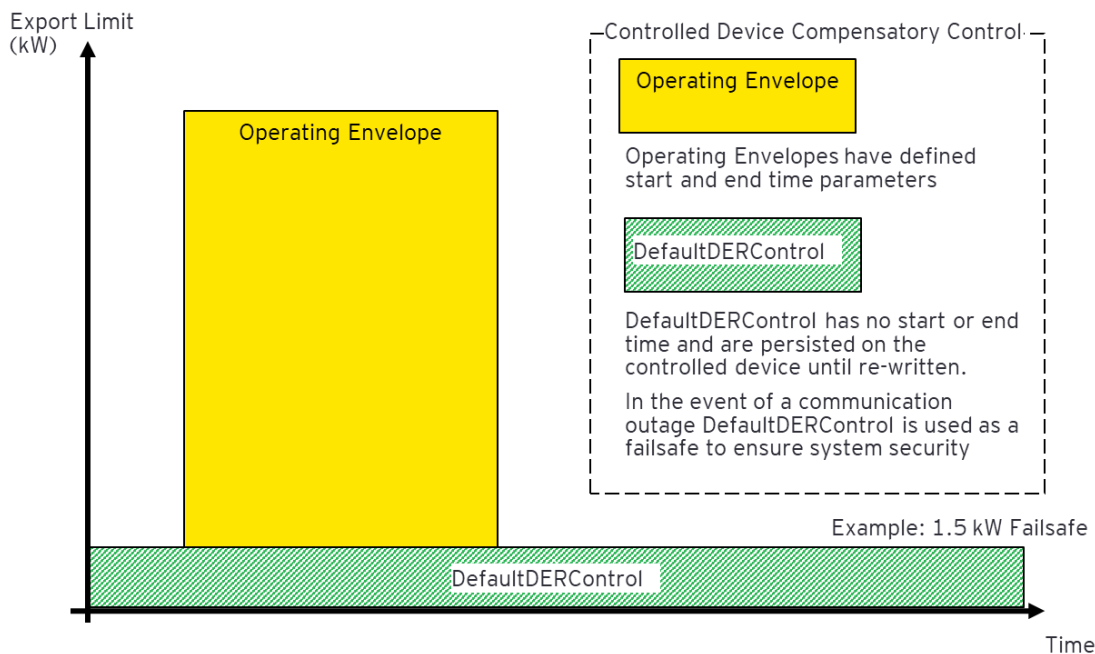 Export Limit
(kW)
Controlled Device Compensatory Control
Operating Envelope
Operating Envelope
Operating Envelopes have defined
start and end time parameters
DefaultDERControl
DefaultDERControl has no start or end
time and are persisted on the
controlled device until re-written.
In the event of a communication
outage DefaultDERControl is used as a
failsafe to ensure system security
Example: 1.5 kW Failsafe
DefaultDERControl
Time